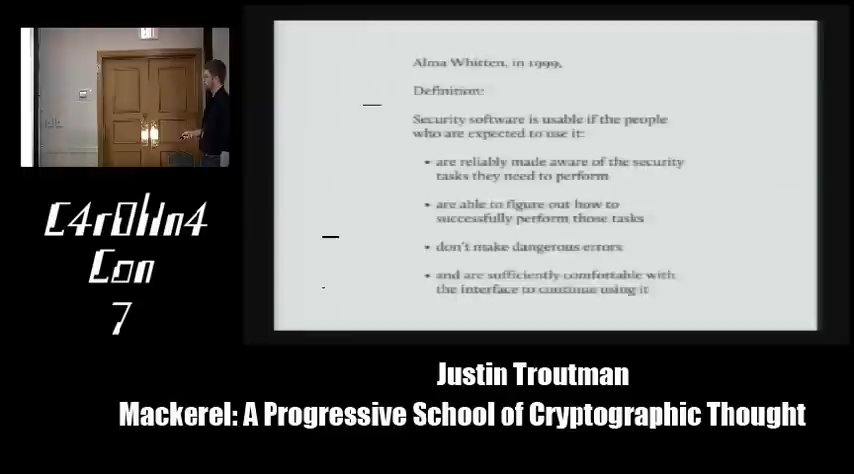 C4r0l1n4
Con
7
Alma Whitten, in 1999,
Definition:
Security software is usable if the people
who are expected to use it:
• are reliably made aware of the security
tasks they need to perform
• are able to figure out how to
successfully perform those tasks
• don't make dangerous errors
• and are sufficiently comfortable with
the interface to continue using it
Justin Troutman
Mackerel: A Progressive School of Cryptographic Thought